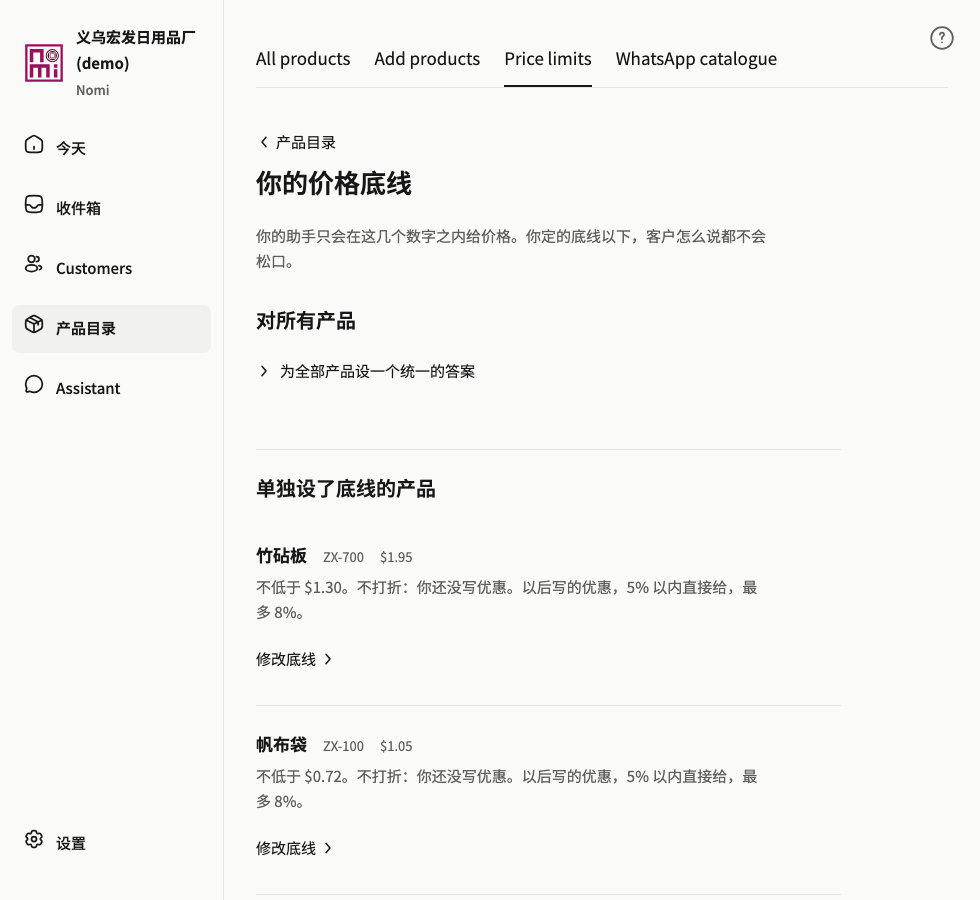 义乌宏发日用品厂
(demo)
Nomi
今天
收件箱
Customers
产品目录
Assistant
设置
All products
Add products
Price limits
WhatsApp catalogue
产品目录
你的价格底线
你的助手只会在这几个数字之内给价格。你定的底线以下，客户怎么说都不会
松口。
对所有产品
为全部产品设一个统一的答案
单独设了底线的产品
竹砧板 ZX-700 $1.95
不低于 $1.30。不打折：你还没写优惠。以后写的优惠，5% 以内直接给，最
多 8%。
修改底线
帆布袋 ZX-100 $1.05
不低于 $0.72。不打折：你还没写优惠。以后写的优惠，5% 以内直接给，最
多 8%。
修改底线